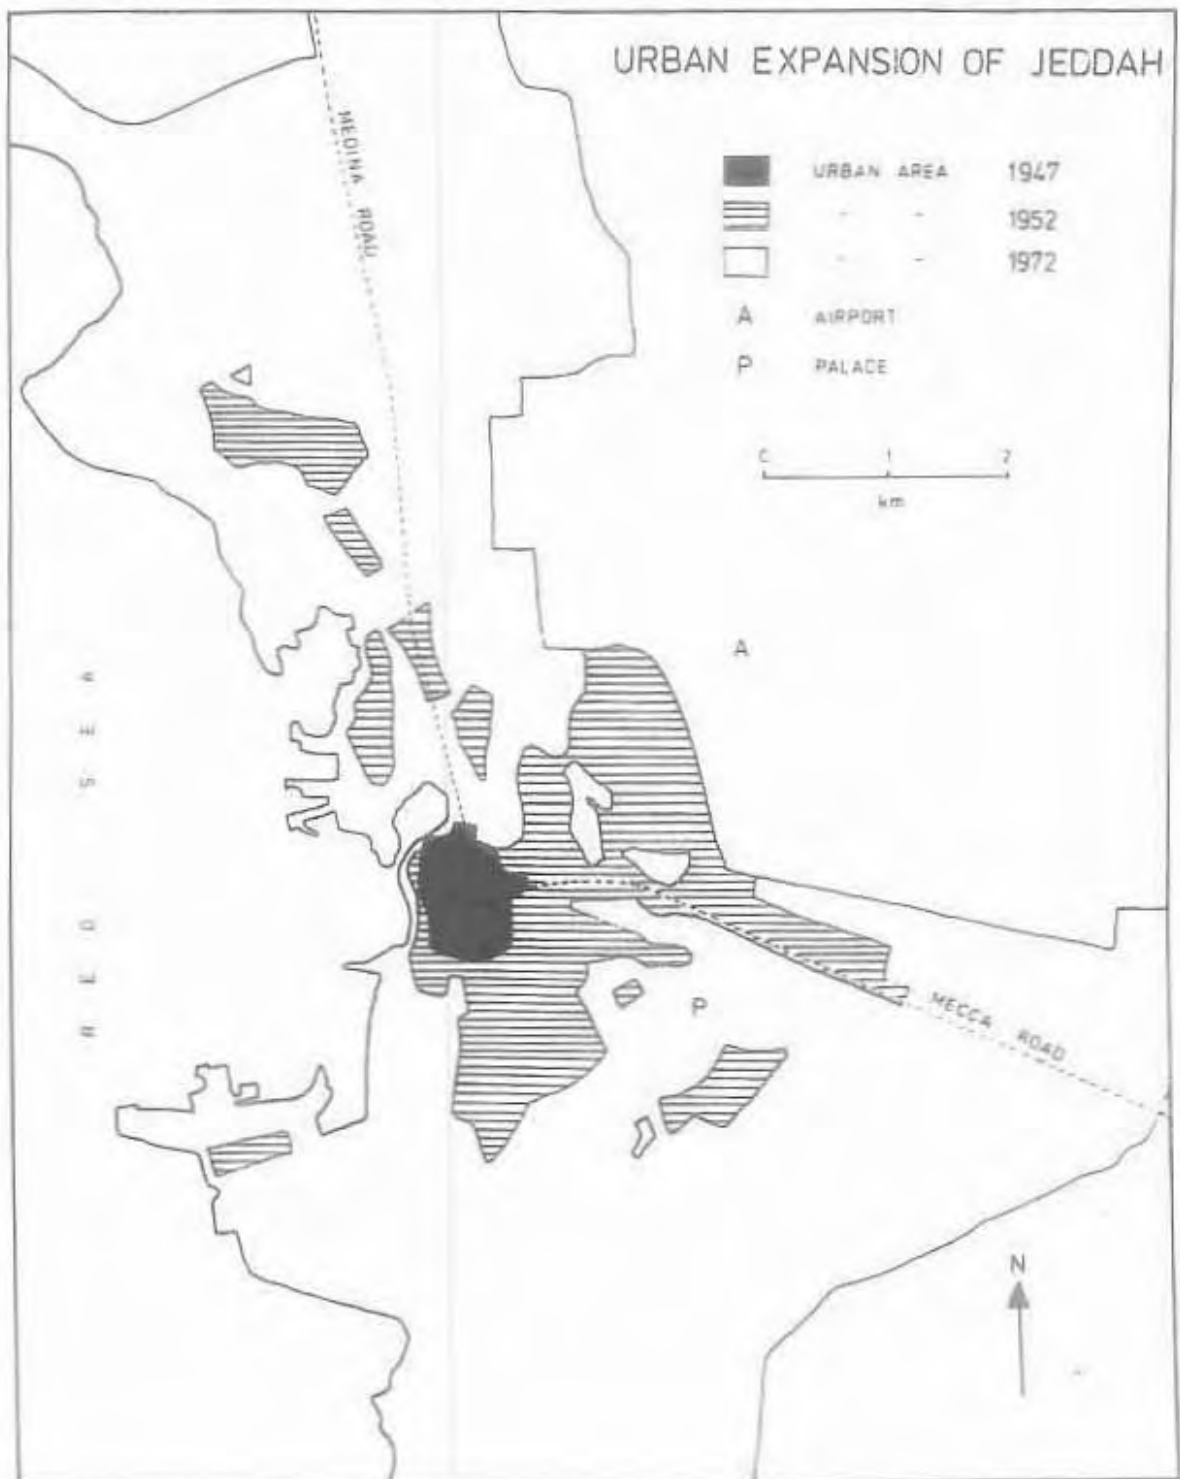 URBAN EXPANSION OF JEDDAH
MEDINA ROAD
URBAN AREA 1947
- - 1952
- - 1972
A AIRPORT
P PALACE
0 1 2
km
A
RED SEA
P
MECCA ROAD
N